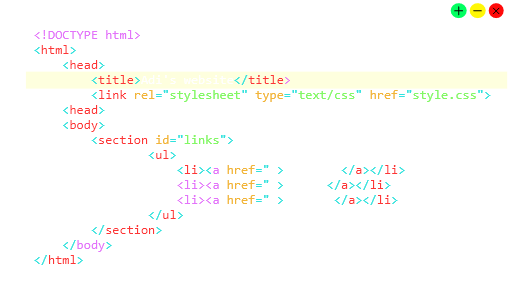 <!DOCTYPE html>
<html>
<head>
<title> </title>
<link rel="stylesheet" type="text/css" href="style.css">
<head>
<body>
<section id="links">
<ul>
<li><a href=" > </a></li>
<li><a href=" > </a></li>
<li><a href=" > </a></li>
</ul>
</section>
</body>
</html>